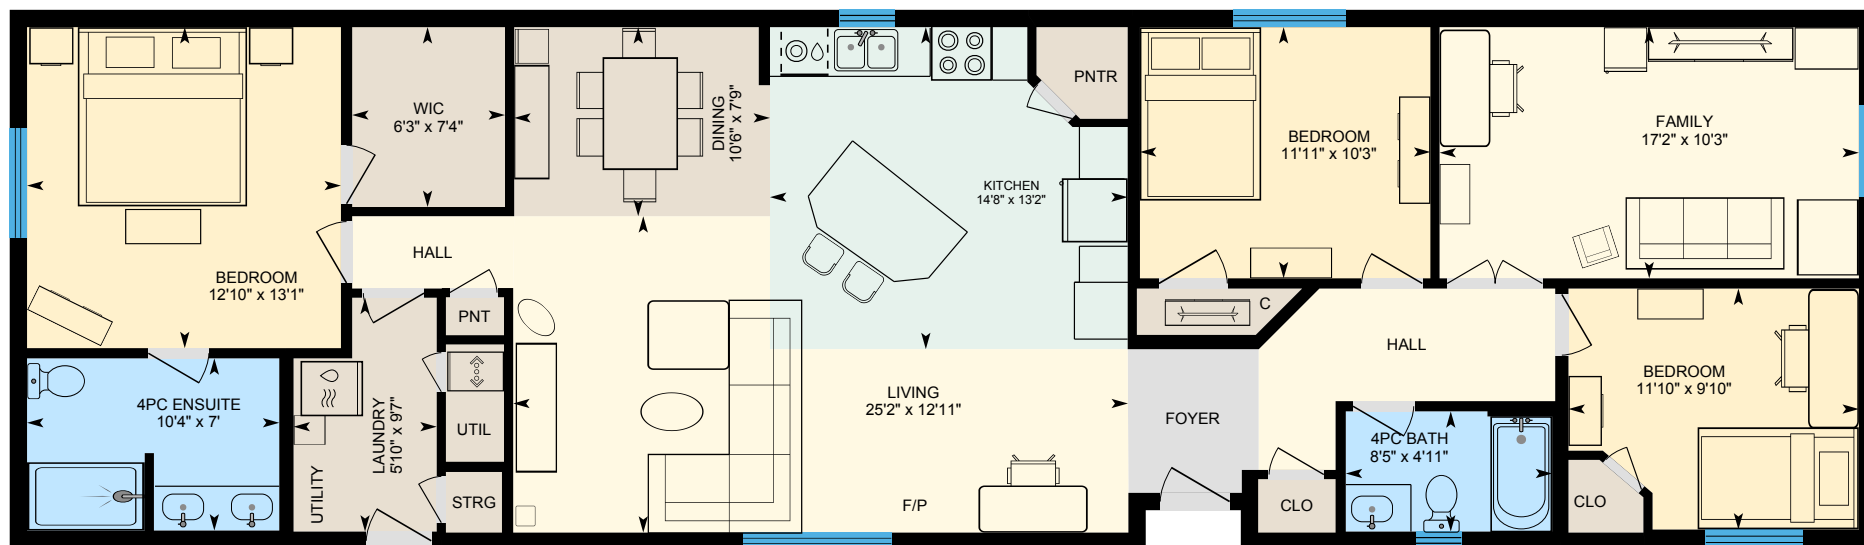 WIC
6'3" x 7'4"
DINING
10'6" x 7'9"
PNTR
KITCHEN
14'8" x 13'2"
BEDROOM
11'11" x 10'3"
FAMILY
17'2" x 10'3"
BEDROOM
12'10" x 13'1"
HALL
PNT
C
HALL
BEDROOM
11'10" x 9'10"
4PC ENSUITE
10'4" x 7'
LAUNDRY
5'10" x 9'7"
UTILITY
UTIL
STRG
LIVING
25'2" x 12'11"
F/P
FOYER
CLO
4PC BATH
8'5" x 4'11"
CLO